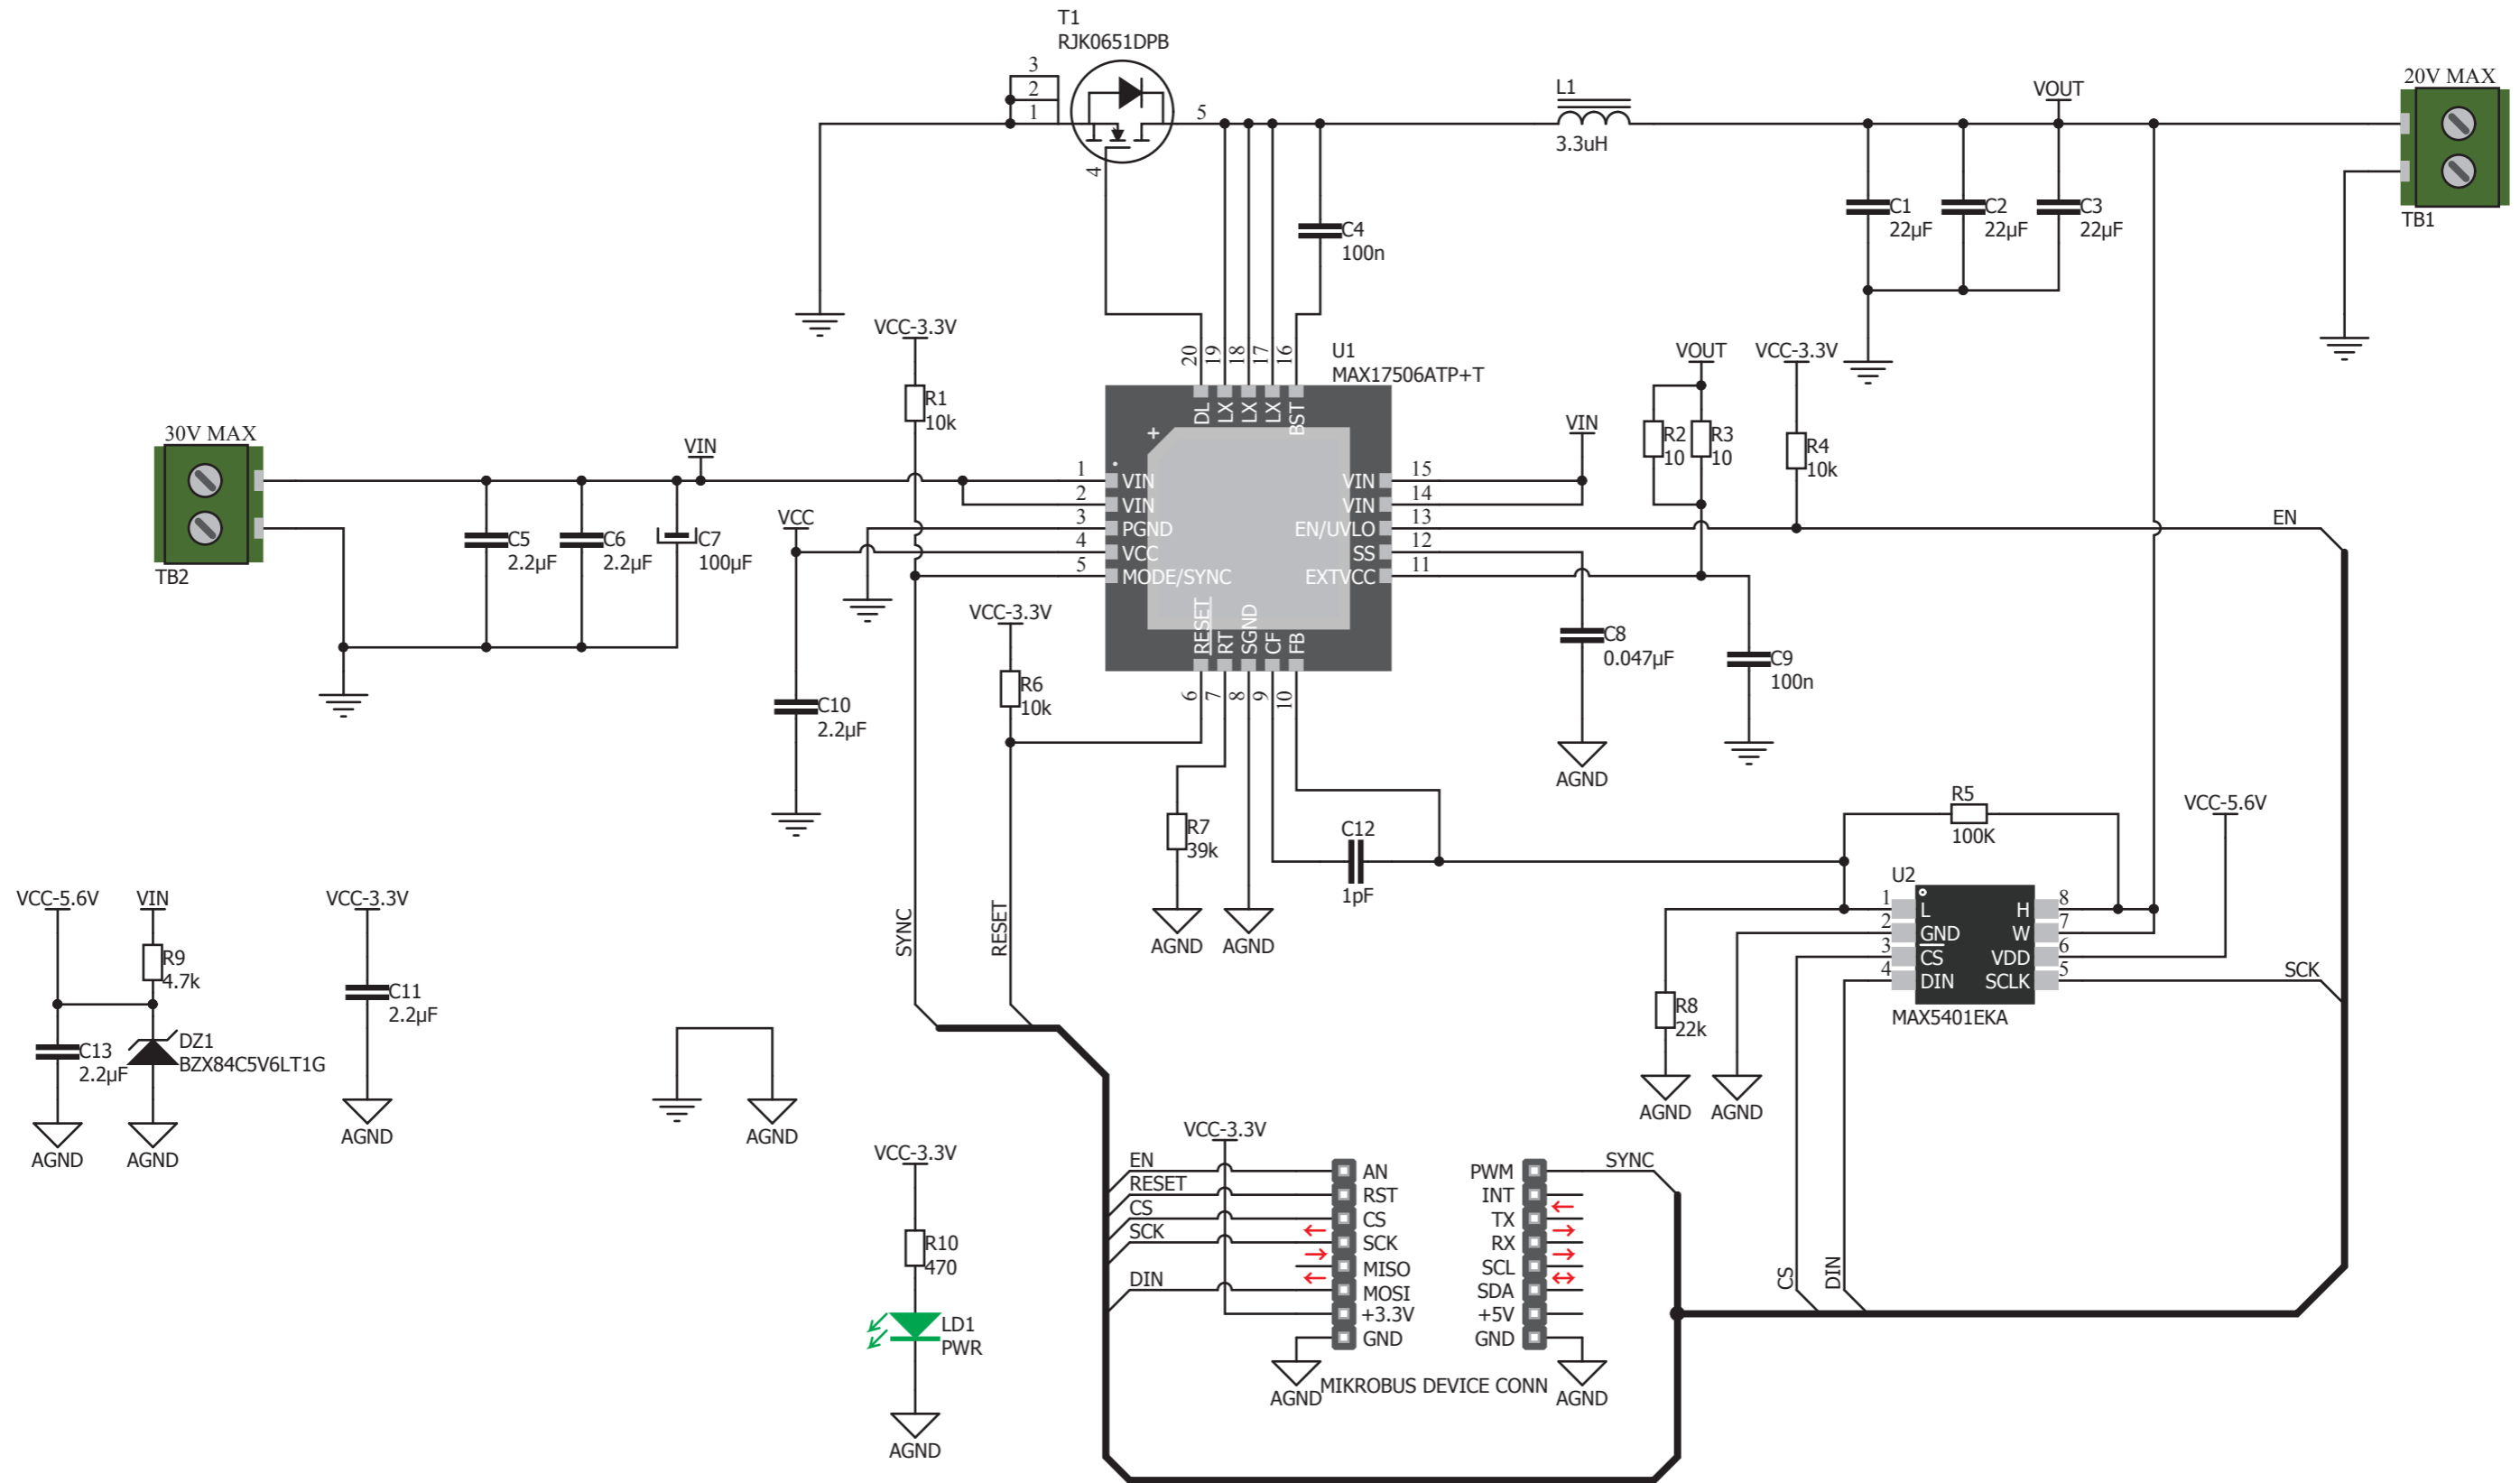 T1
RJK0651DPB
3
2
1
5
4
L1
3.3uH
VOUT
20V MAX
TB1
C1
22µF
C2
22µF
C3
22µF
C4
100n
VCC-3.3V
R1
10k
20
19
18
17
16
U1
MAX17506ATP+T
DL
LX
LX
LX
BST
+
VOUT
R2
10
R3
10
VCC-3.3V
R4
10k
30V MAX
TB2
VIN
C5
2.2µF
C6
2.2µF
C7
100µF
VCC
C10
2.2µF
1
2
3
4
5
VIN
VIN
PGND
VCC
MODE/SYNC
VIN
VIN
EN/UVLO
SS
EXTVCC
15
14
13
12
11
VIN
EN
RESET
RT
SGND
CF
FB
6
7
8
9
10
VCC-3.3V
R6
10k
C8
0.047µF
AGND
C9
100n
R7
39k
AGND
AGND
C12
1pF
R5
100K
VCC-5.6V
U2
1
2
3
4
L
GND
CS
DIN
H
W
VDD
SCLK
8
7
6
5
MAX5401EKA
SCK
R8
22k
AGND
AGND
SYNC
RESET
VCC-5.6V
VIN
R9
4.7k
C13
2.2µF
DZ1
BZX84C5V6LT1G
AGND
AGND
VCC-3.3V
C11
2.2µF
AGND
AGND
VCC-3.3V
R10
470
LD1
PWR
AGND
VCC-3.3V
EN
RESET
CS
SCK
DIN
AN
RST
CS
SCK
MISO
MOSI
+3.3V
GND
PWM
INT
TX
RX
SCL
SDA
+5V
GND
SYNC
CS
DIN
AGND
MIKROBUS DEVICE CONN
AGND